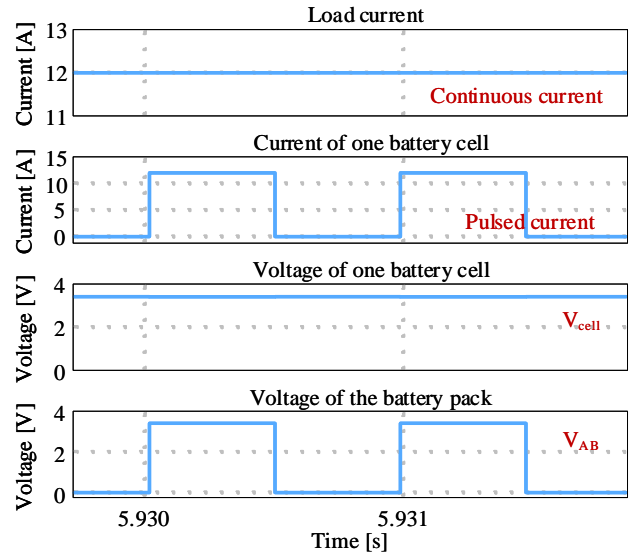 Load current
Current [A]
13
12
11
Continuous current
Current of one battery cell
Current [A]
15
10
5
0
Pulsed current
Voltage of one battery cell
Voltage [V]
4
2
0
V_cell
Voltage of the battery pack
Voltage [V]
4
2
0
V_AB
5.930
5.931
Time [s]